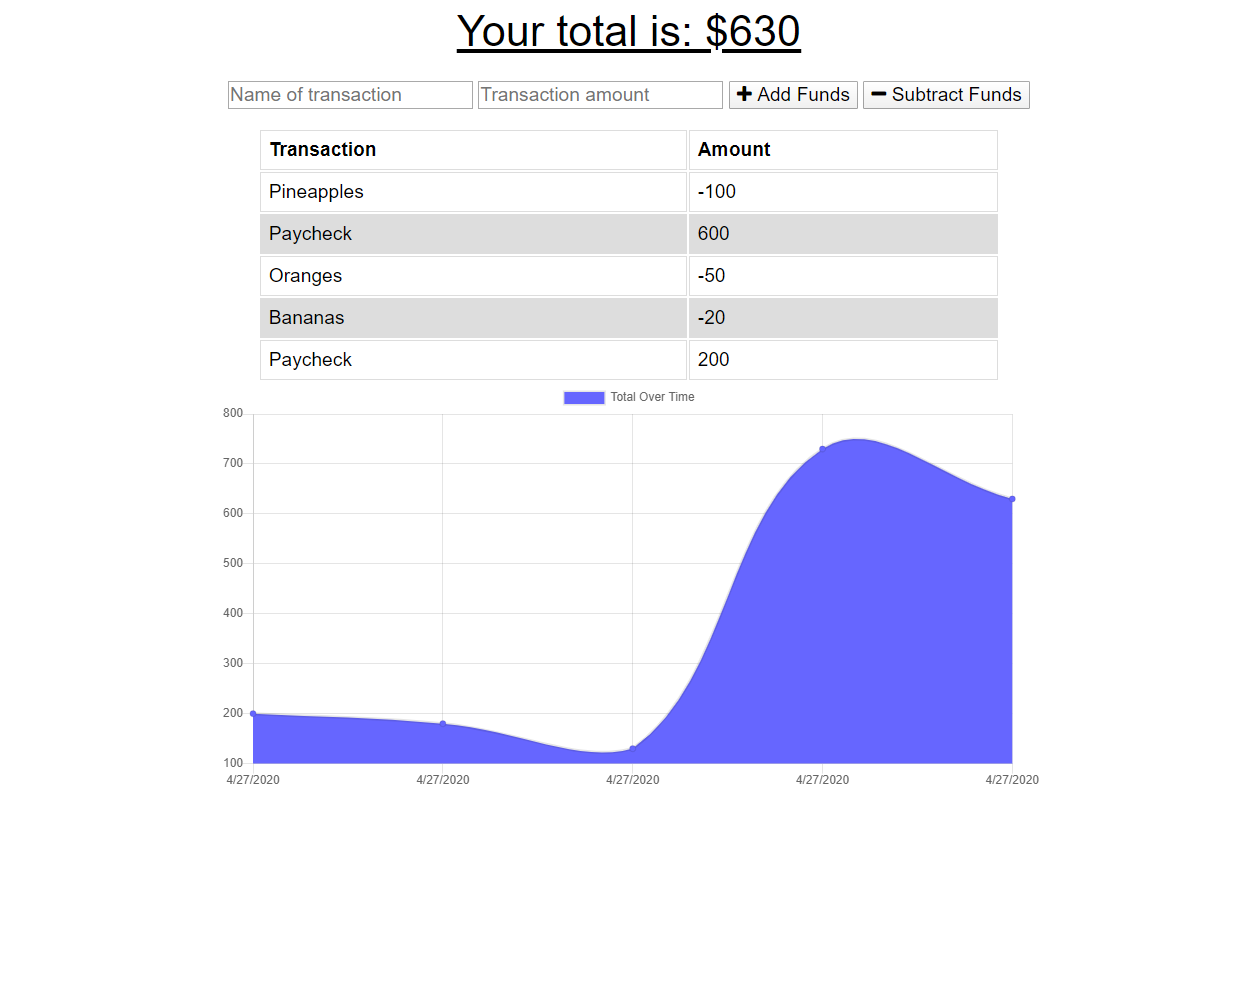 Your total is: $630
Name of transaction Transaction amount Add Funds Subtract Funds
Transaction Amount
Pineapples -100
Paycheck 600
Oranges -50
Bananas -20
Paycheck 200
Total Over Time
800
700
600
500
400
300
200
100
4/27/2020 4/27/2020 4/27/2020 4/27/2020 4/27/2020